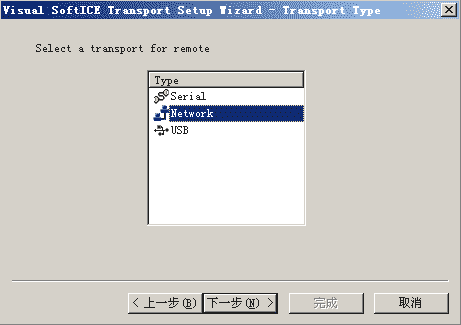 Visual SoftICE Transport Setup Wizard - Transport Type
Select a transport for remote
Type
Serial
Network
USB
< 上一步(B) 下一步(N) > 完成 取消